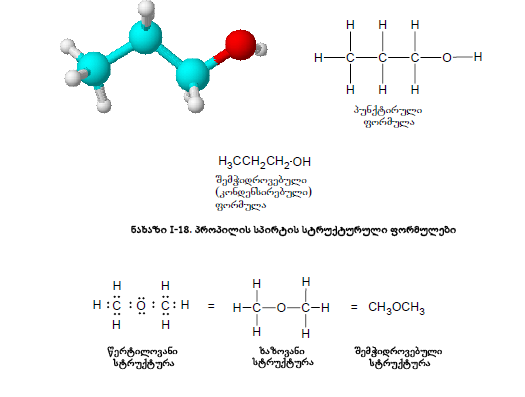 H H H
H C C C O H
H H H
პუნქტირული
ფორმულა
H₃CCH₂CH₂-OH
შემჭიდროვებული
(კონდენსირებული)
ფორმულა
ნახაზი I-18. პროპილის სპირტის სტრუქტურული ფორმულები
H H H H
H : C : O : C : H = H–C–O–C–H = CH₃OCH₃
H H H H
წერტილოვანი ხაზოვანი შემჭიდროვებული
სტრუქტურა სტრუქტურა სტრუქტურა